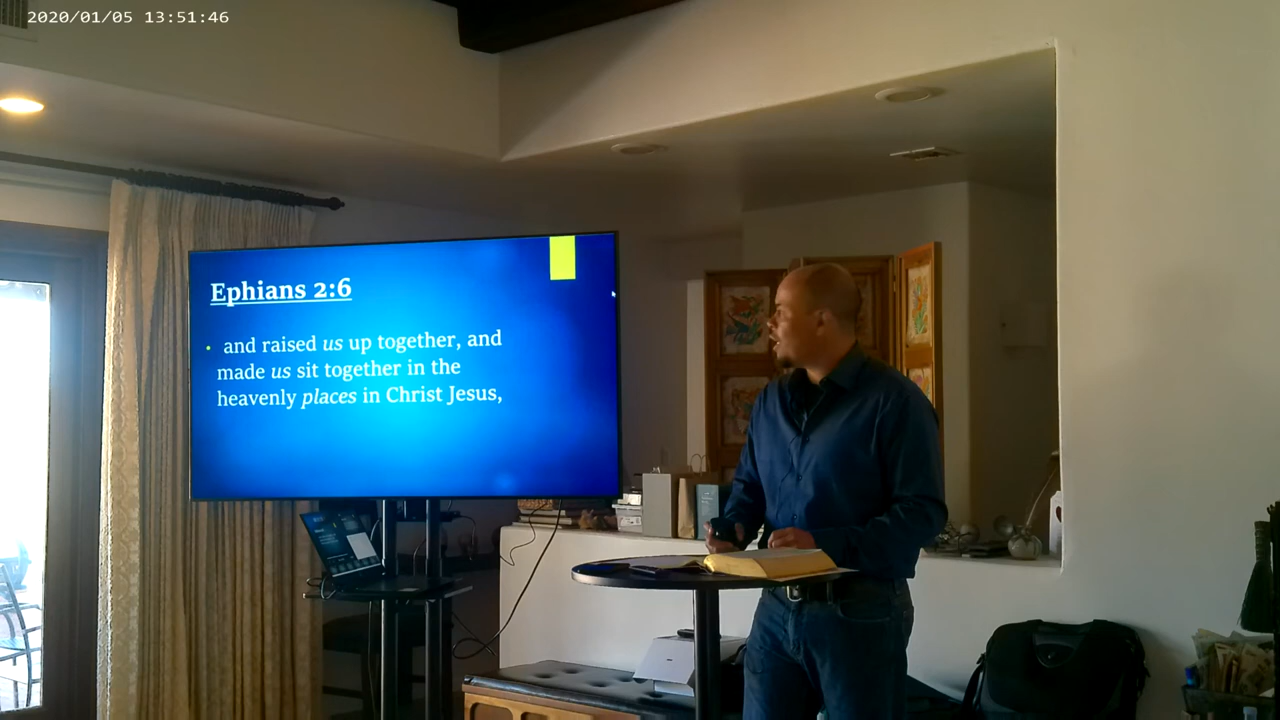 2020/01/05 13:51:46
Ephians 2:6
• and raised us up together, and
made us sit together in the
heavenly places in Christ Jesus,